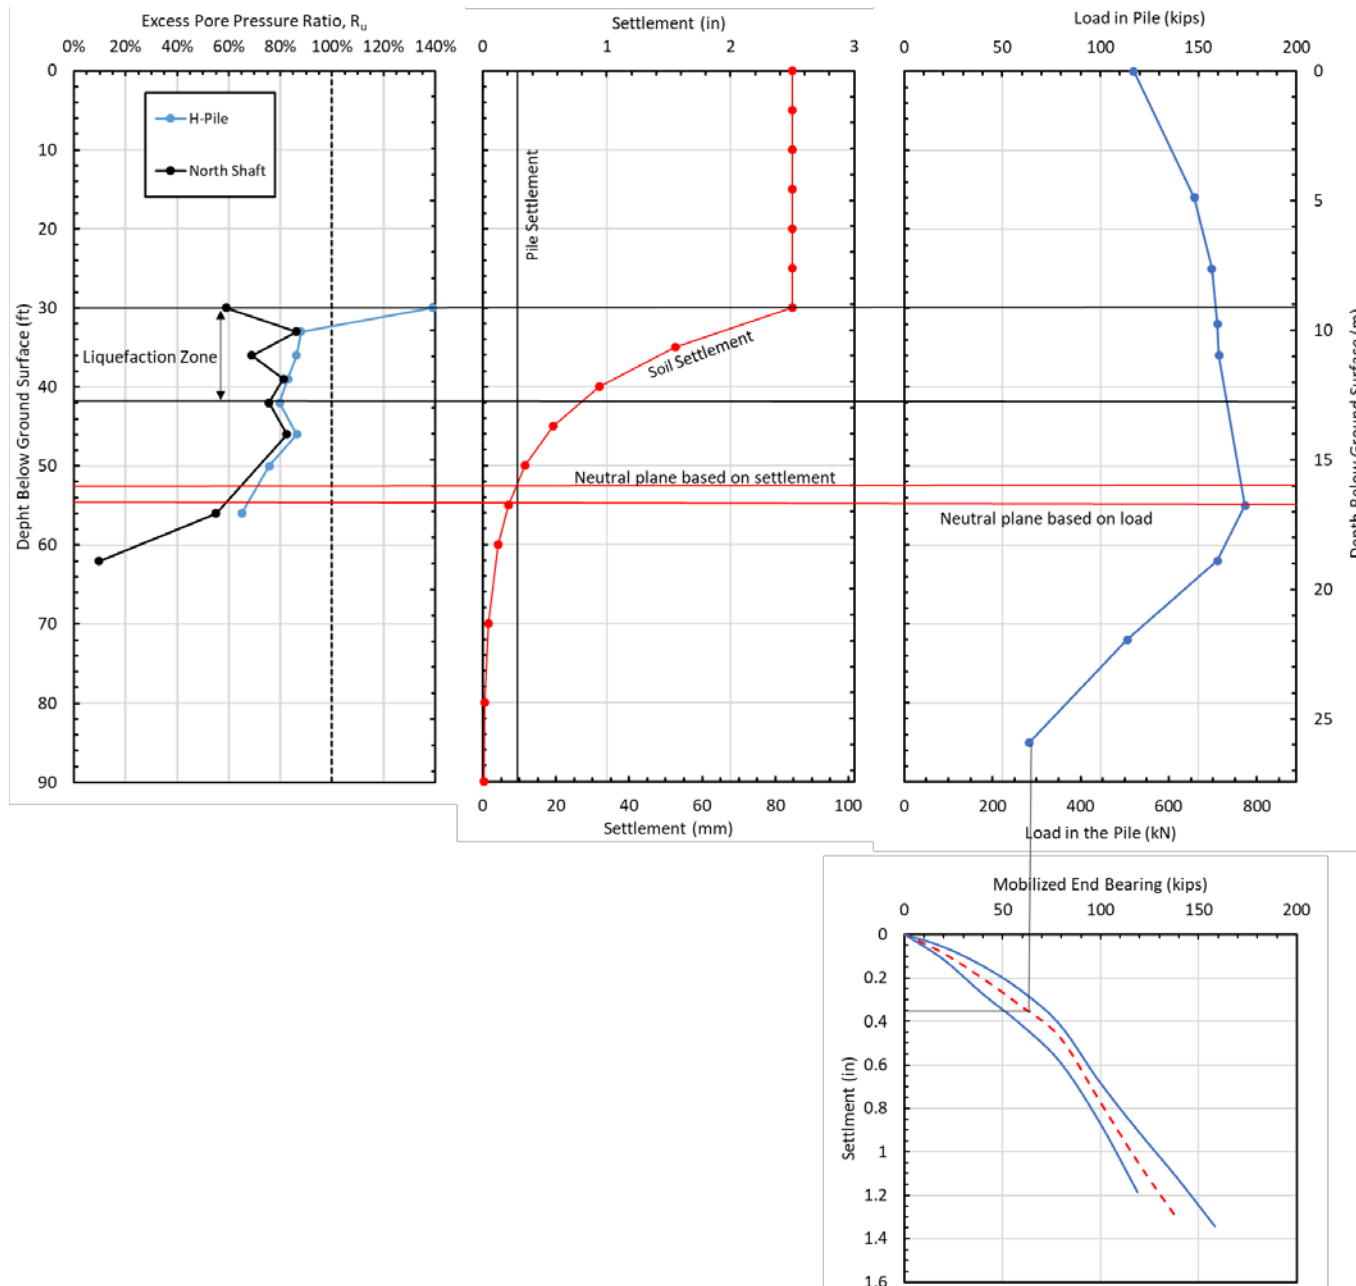 Excess Pore Pressure Ratio, Ru
0% 20% 40% 60% 80% 100% 120% 140%
Depht Below Ground Surface (ft)
0
10
20
30
40
50
60
70
80
90
H-Pile
North Shaft
Liquefaction Zone
Settlement (in)
0 1 2 3
Pile Settlement
Soil Settlement
Neutral plane based on settlement
0 20 40 60 80 100
Settlement (mm)
Load in Pile (kips)
0 50 100 150 200
Neutral plane based on load
0
5
10
15
20
25
Depth Below Ground Surface (m)
0 200 400 600 800
Load in the Pile (kN)
Mobilized End Bearing (kips)
0 50 100 150 200
Settlment (in)
0
0.2
0.4
0.6
0.8
1
1.2
1.4
1.6